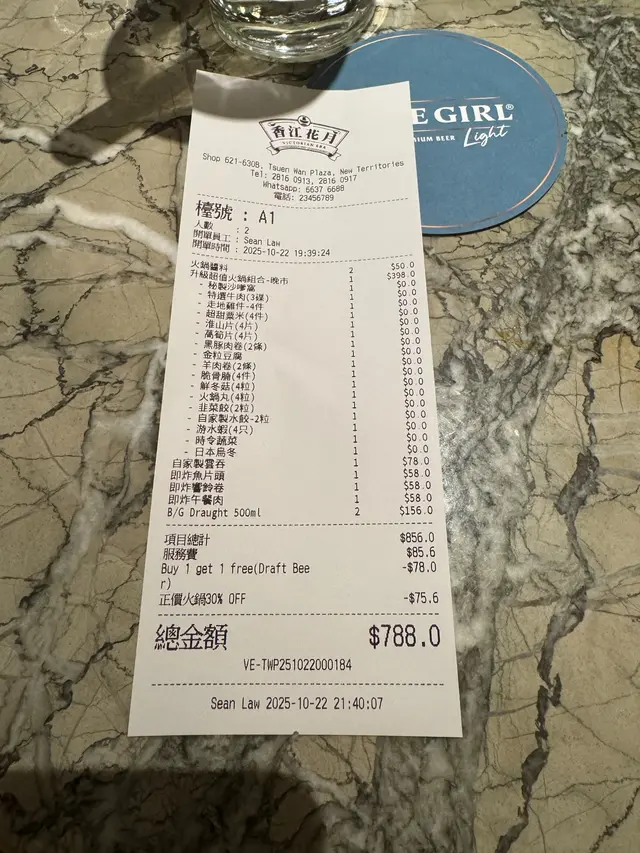 香江花月
VICTORIAN ERA
Shop 621-630B, Tsuen Wan Plaza, New Territories
Tel: 2816 0913, 2816 0917
Whatsapp: 6637 6688
電話: 23456789
檯號 : A1
人數 : 2
開單員工 : Sean Law
開單時間 : 2025-10-22 19:39:24
火鍋醬料 2 $50.0
升級超值火鍋組合-晚市 1 $398.0
- 秘製沙嗲窩 1 $0.0
- 特選牛肉(3碟) 1 $0.0
- 走地雞件-4件 1 $0.0
- 超甜粟米(4件) 1 $0.0
- 淮山片(4片) 1 $0.0
- 萵筍片(4片) 1 $0.0
- 黑豚肉卷(2條) 1 $0.0
- 金粒豆腐 1 $0.0
- 羊肉卷(2條) 1 $0.0
- 脆骨腩(4件) 1 $0.0
- 鮮冬菇(4粒) 1 $0.0
- 火鍋丸(4粒) 1 $0.0
- 韭菜餃(2粒) 1 $0.0
- 自家製水餃-2粒 1 $0.0
- 游水蝦(4只) 1 $0.0
- 時令蔬菜 1 $0.0
- 日本烏冬 1 $0.0
自家製雲吞 1 $78.0
即炸魚片頭 1 $58.0
即炸響鈴卷 1 $58.0
即炸午餐肉 1 $58.0
B/G Draught 500ml 2 $156.0
項目總計 $856.0
服務費 $85.6
Buy 1 get 1 free(Draft Bee -$78.0
r)
正價火鍋30% OFF -$75.6
總金額 $788.0
VE-TWP251022000184
Sean Law 2025-10-22 21:40:07
E GIRL®
IUM BEER Light